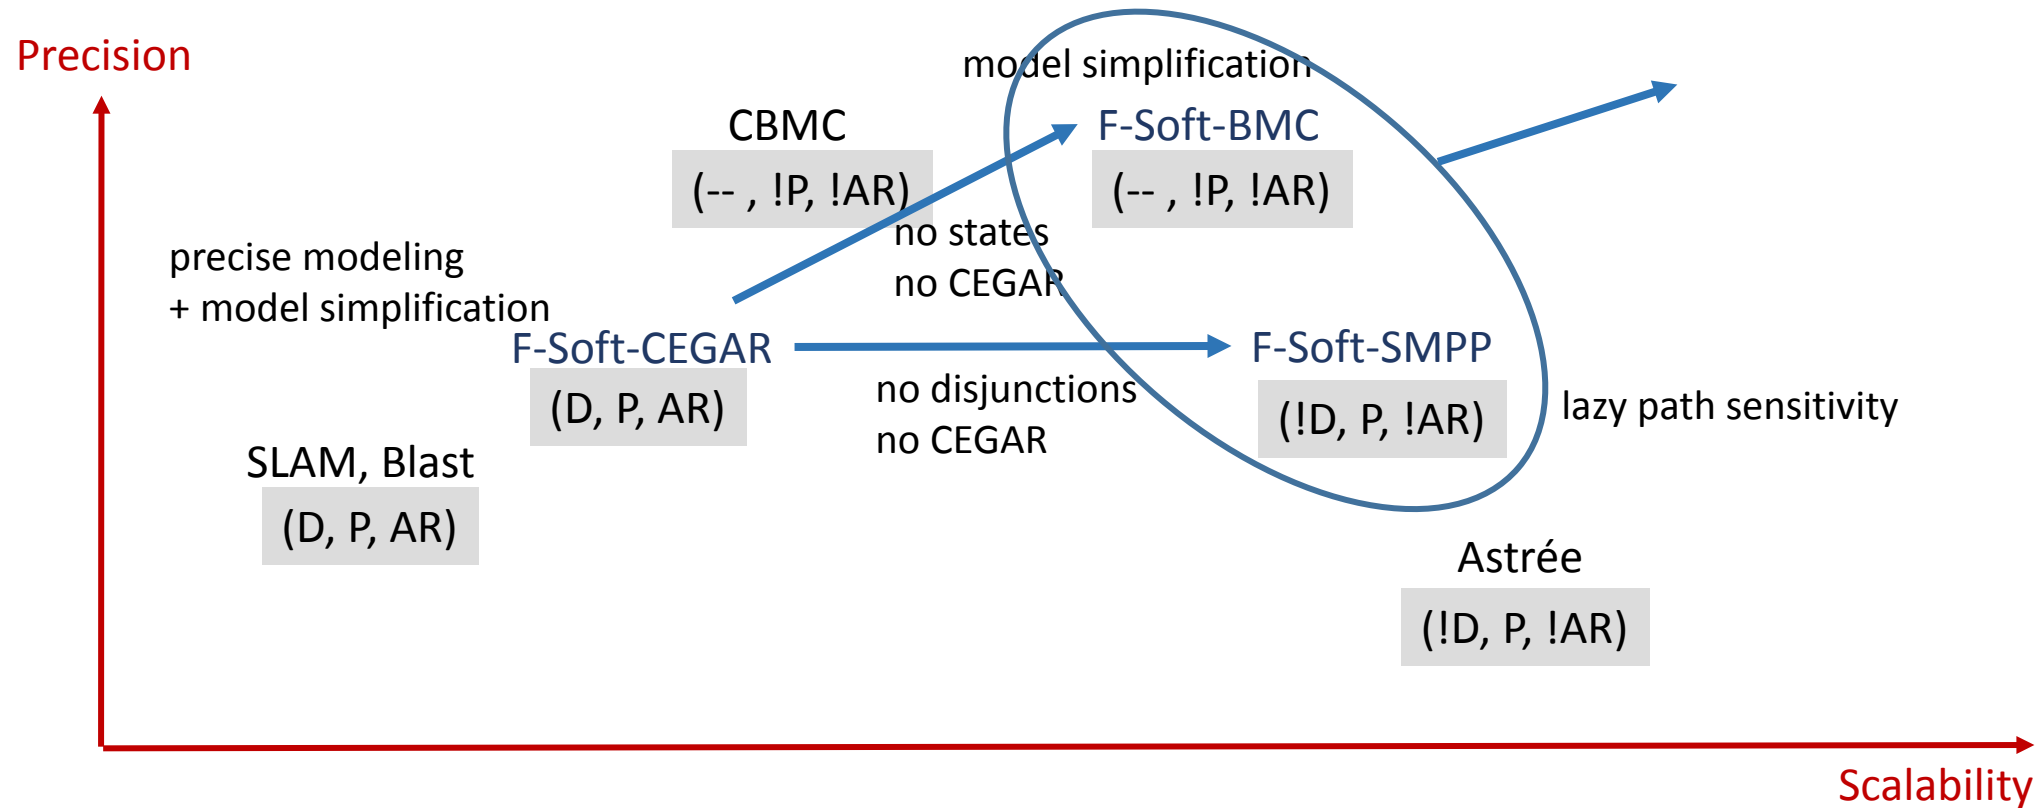 Precision
model simplification
CBMC
(-- , !P, !AR)
F-Soft-BMC
(-- , !P, !AR)
no states
no CEGAR
precise modeling
+ model simplification
F-Soft-CEGAR
(D, P, AR)
no disjunctions
no CEGAR
F-Soft-SMPP
(!D, P, !AR)
lazy path sensitivity
SLAM, Blast
(D, P, AR)
Astrée
(!D, P, !AR)
Scalability